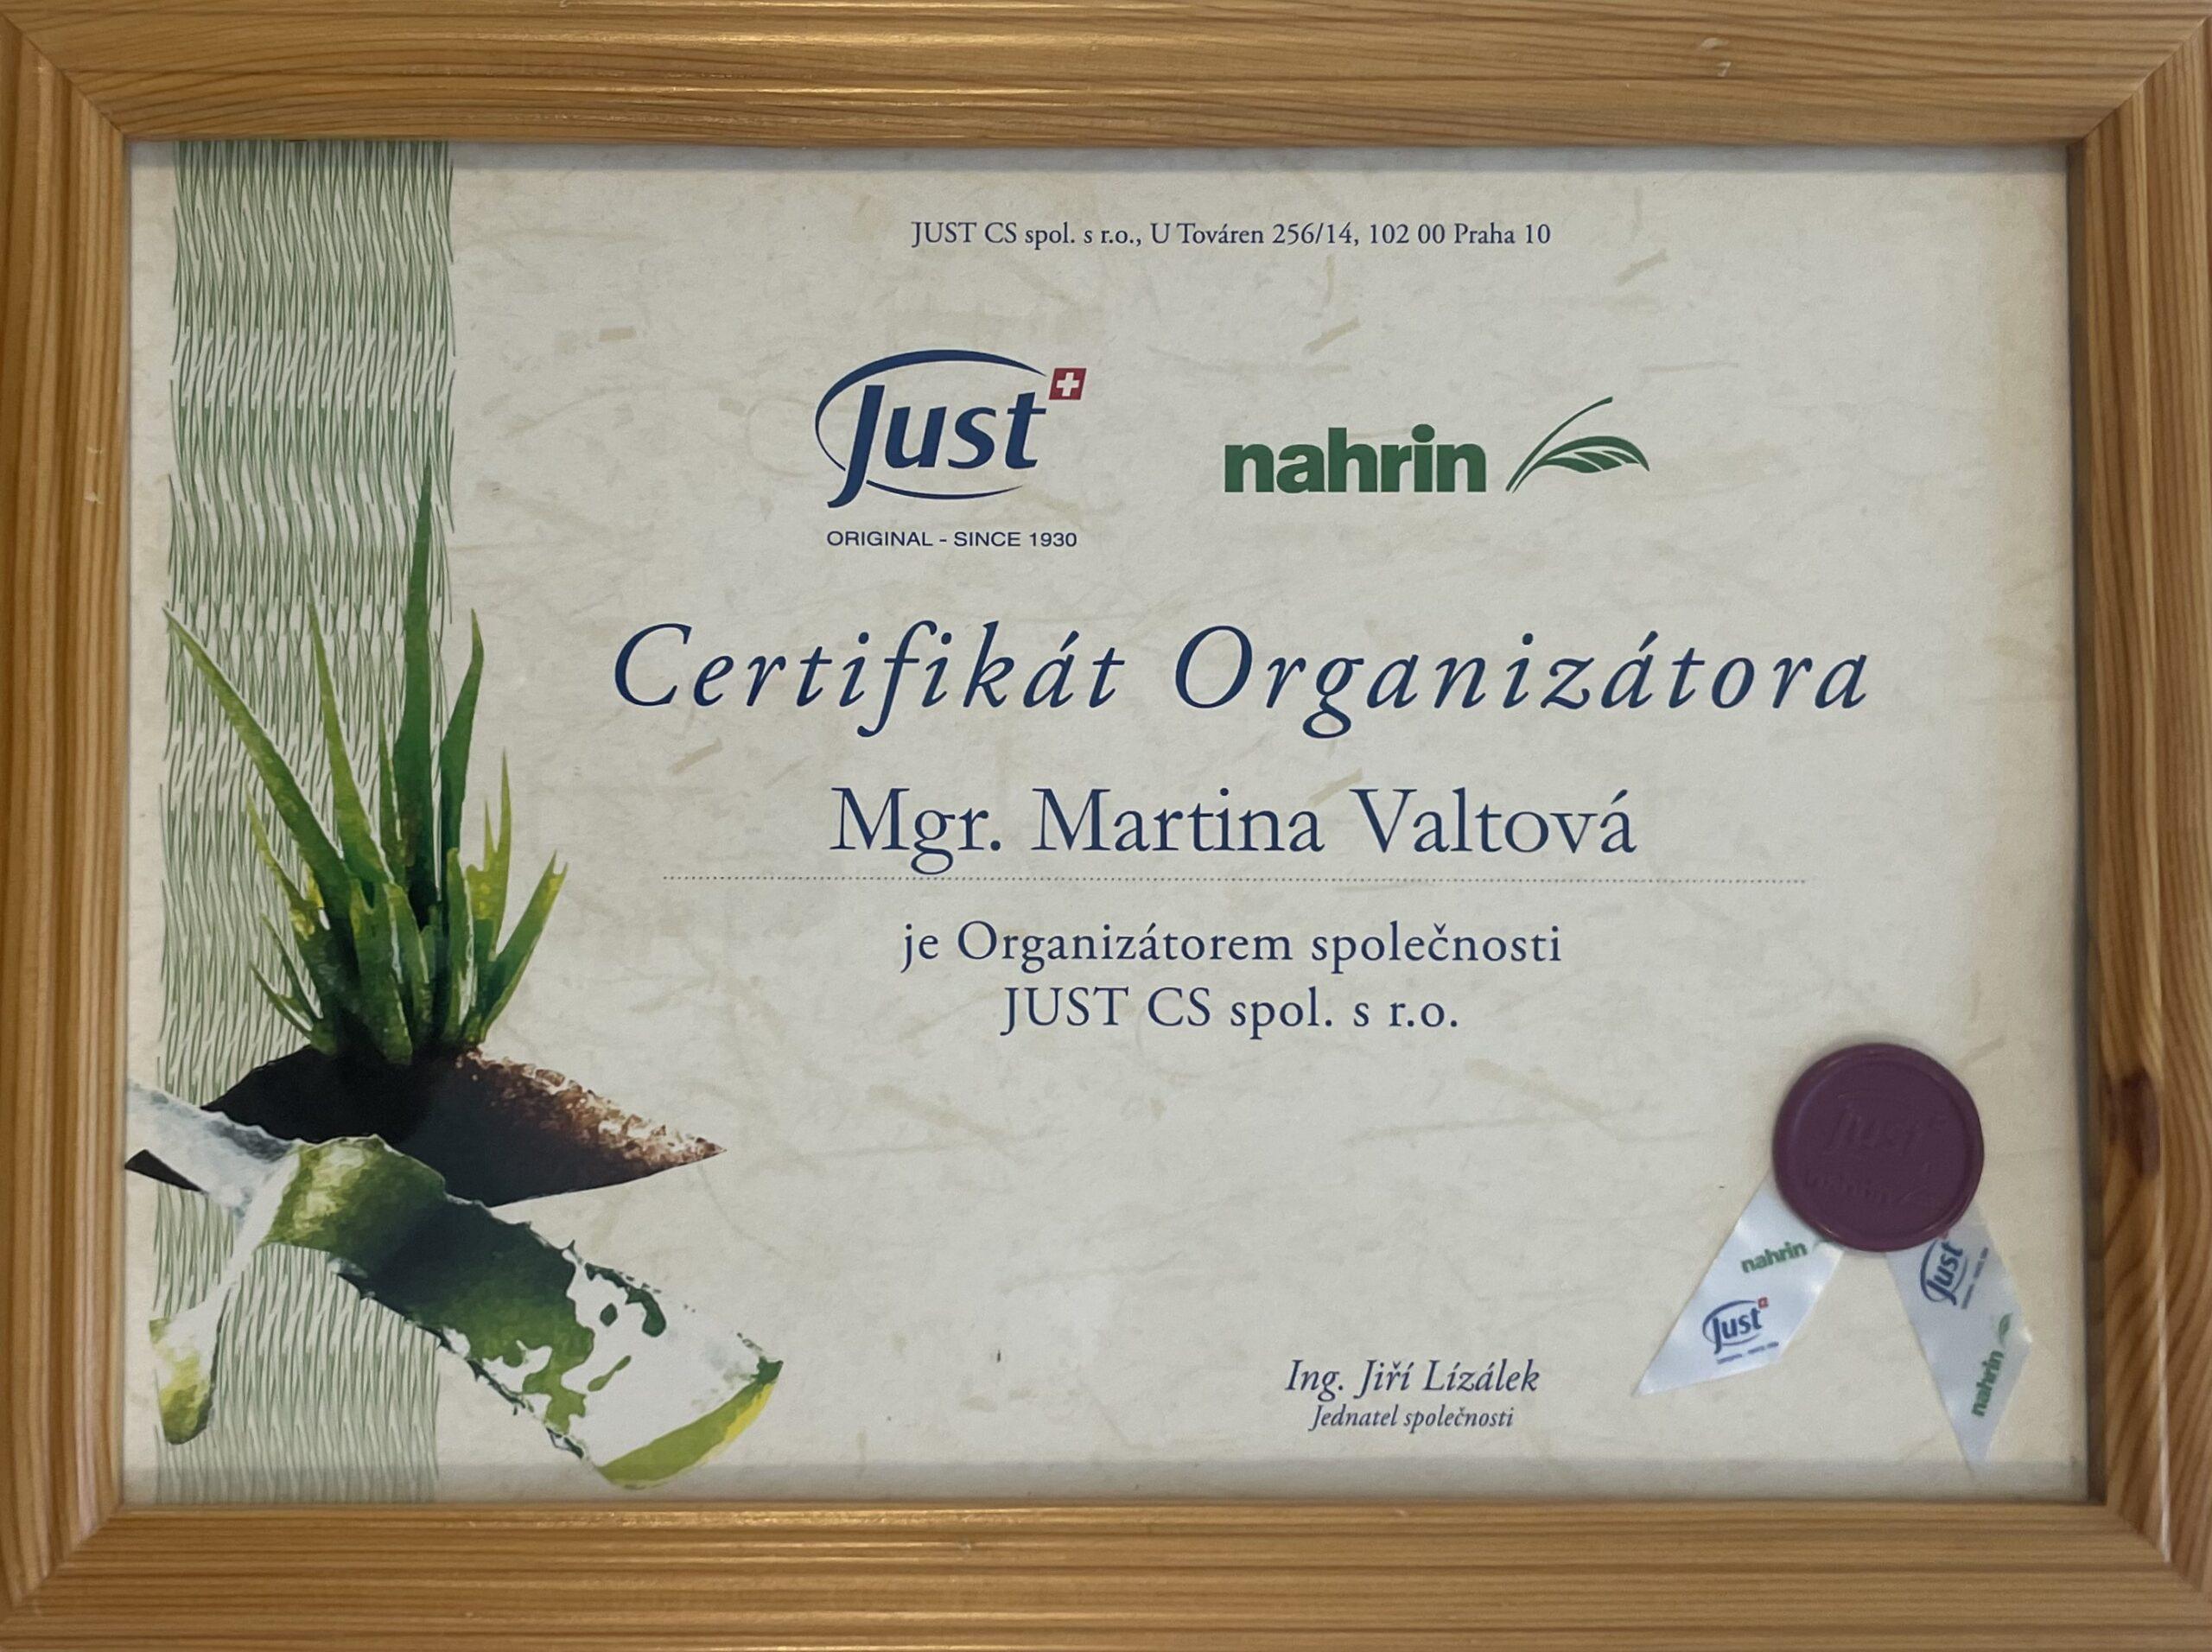 JUST CS spol. s r.o., U Továren 256/14, 102 00 Praha 10
Just
ORIGINAL - SINCE 1930
nahrin
Certifikát Organizátora
Mgr. Martina Valtová
je Organizátorem společnosti
JUST CS spol. s r.o.
Just
nahrin
Just
Just
nahrin
Ing. Jiří Lízálek
Jednatel společnosti